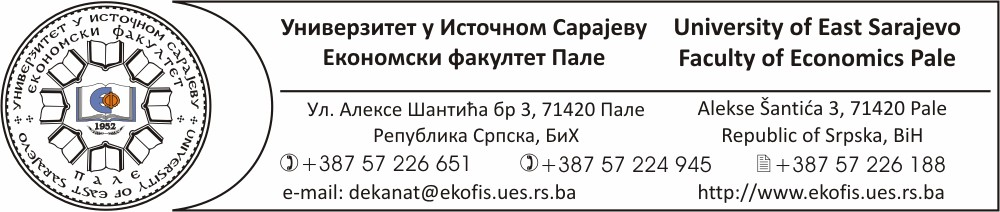 УНИВЕРЗИТЕТ У ИСТОЧНОМ САРАЈЕВУ
ЕКОНОМСКИ ФАКУЛТЕТ
1952
ПАЛЕ
UNIVERSITY OF EAST SARAJEVO
Универзитет у Источном Сарајеву
Економски факултет Пале
University of East Sarajevo
Faculty of Economics Pale
Ул. Алексе Шантића бр 3, 71420 Пале
Република Српска, БиХ
Alekse Šantića 3, 71420 Pale
Republic of Srpska, BiH
+387 57 226 651
+387 57 224 945
+387 57 226 188
e-mail: dekanat@ekofis.ues.rs.ba
http://www.ekofis.ues.rs.ba